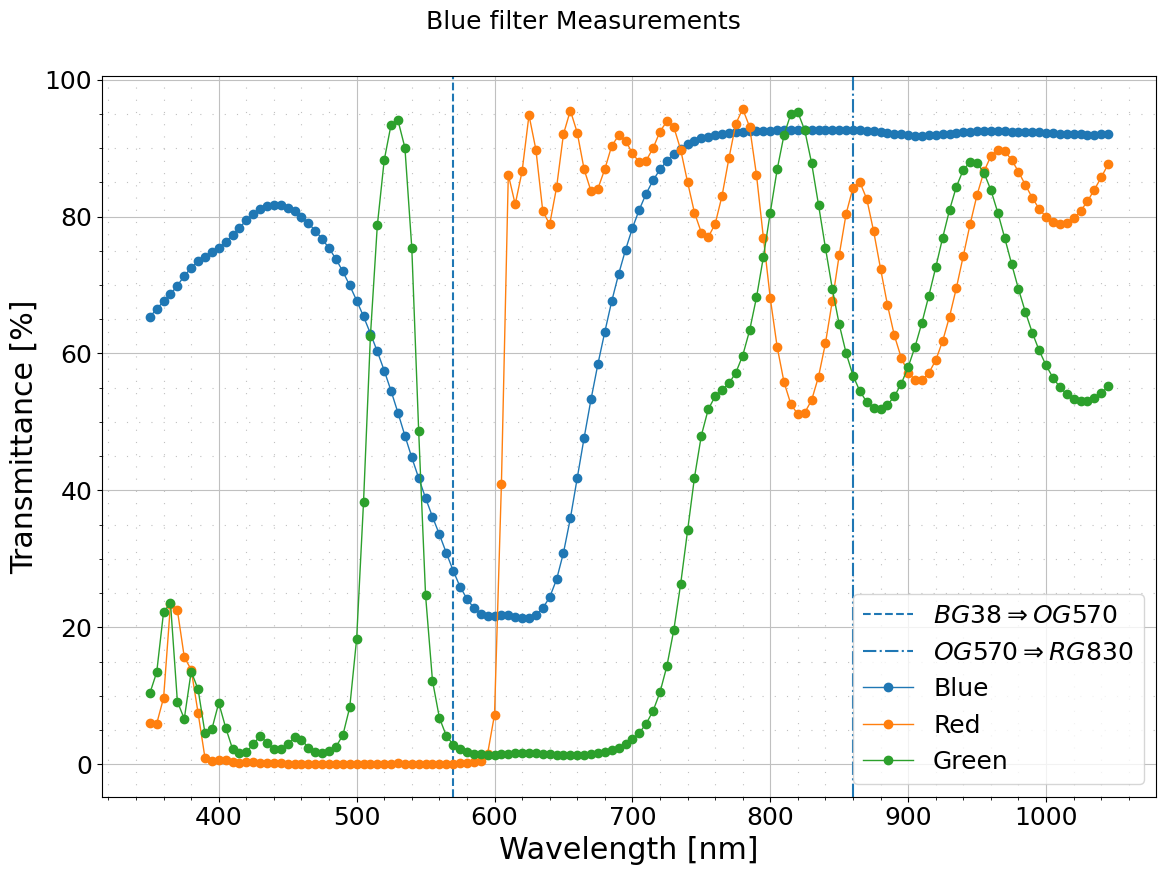 Blue filter Measurements
Transmittance [%]
100
80
60
40
20
0
400 500 600 700 800 900 1000
Wavelength [nm]
BG38 ⇒ OG570
OG570 ⇒ RG830
Blue
Red
Green